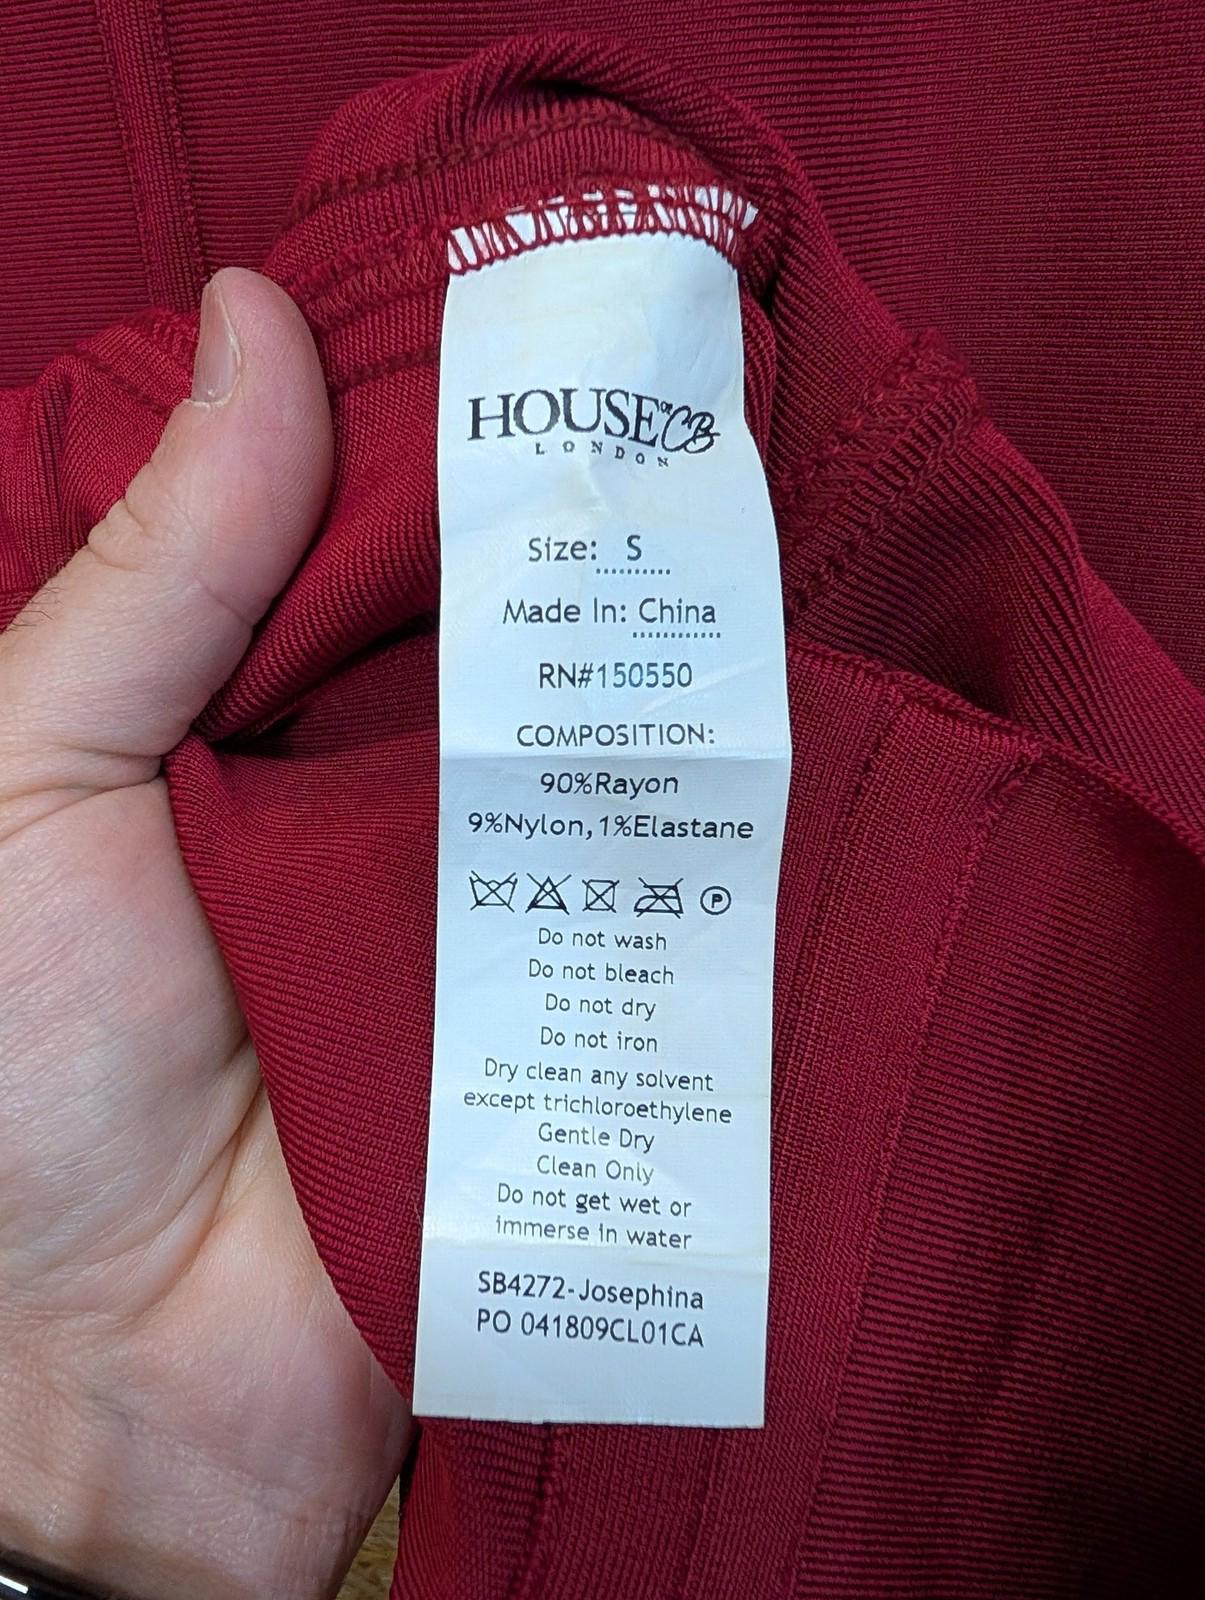 HOUSE OF CB
LONDON
Size: S
Made In: China
RN#150550
COMPOSITION:
90%Rayon
9%Nylon,1%Elastane
P
Do not wash
Do not bleach
Do not dry
Do not iron
Dry clean any solvent
except trichloroethylene
Gentle Dry
Clean Only
Do not get wet or
immerse in water
SB4272-Josephina
PO 041809CL01CA